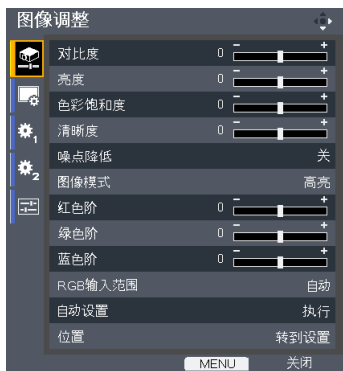 图像调整
对比度 0 - +
亮度 0 - +
色彩饱和度 0 - +
清晰度 0 - +
噪点降低 关
图像模式 高亮
红色阶 0 - +
绿色阶 0 - +
蓝色阶 0 - +
RGB输入范围 自动
自动设置 执行
位置 转到设置
1
2
MENU 关闭